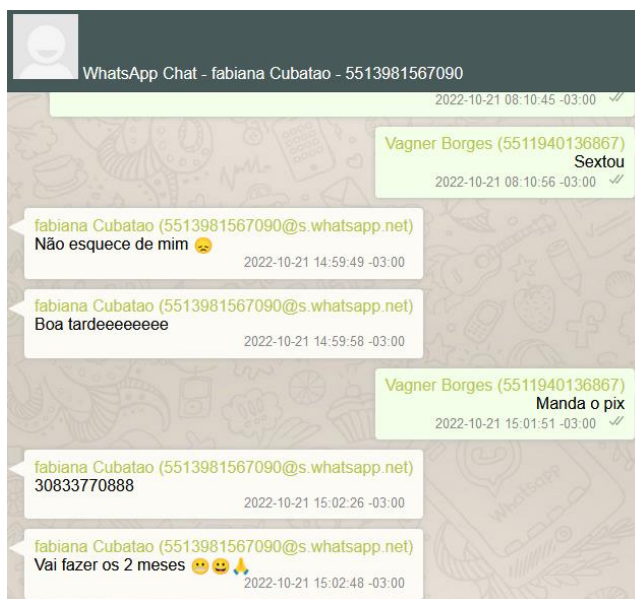 WhatsApp Chat - fabiana Cubatao - 5513981567090
2022-10-21 08:10:45 -03:00
Vagner Borges (5511940136867)
Sextou
2022-10-21 08:10:56 -03:00
fabiana Cubatao (5513981567090@s.whatsapp.net)
Não esquece de mim 😞
2022-10-21 14:59:49 -03:00
fabiana Cubatao (5513981567090@s.whatsapp.net)
Boa tardeeeeeeee
2022-10-21 14:59:58 -03:00
Vagner Borges (5511940136867)
Manda o pix
2022-10-21 15:01:51 -03:00
fabiana Cubatao (5513981567090@s.whatsapp.net)
30833770888
2022-10-21 15:02:26 -03:00
fabiana Cubatao (5513981567090@s.whatsapp.net)
Vai fazer os 2 meses 😬😀🙏
2022-10-21 15:02:48 -03:00